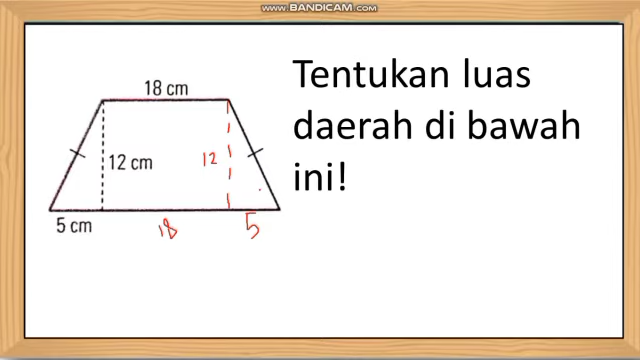 WWW.BANDICAM.COM
Tentukan luas
daerah di bawah
ini!
18 cm
12 cm
12
5 cm
18
5